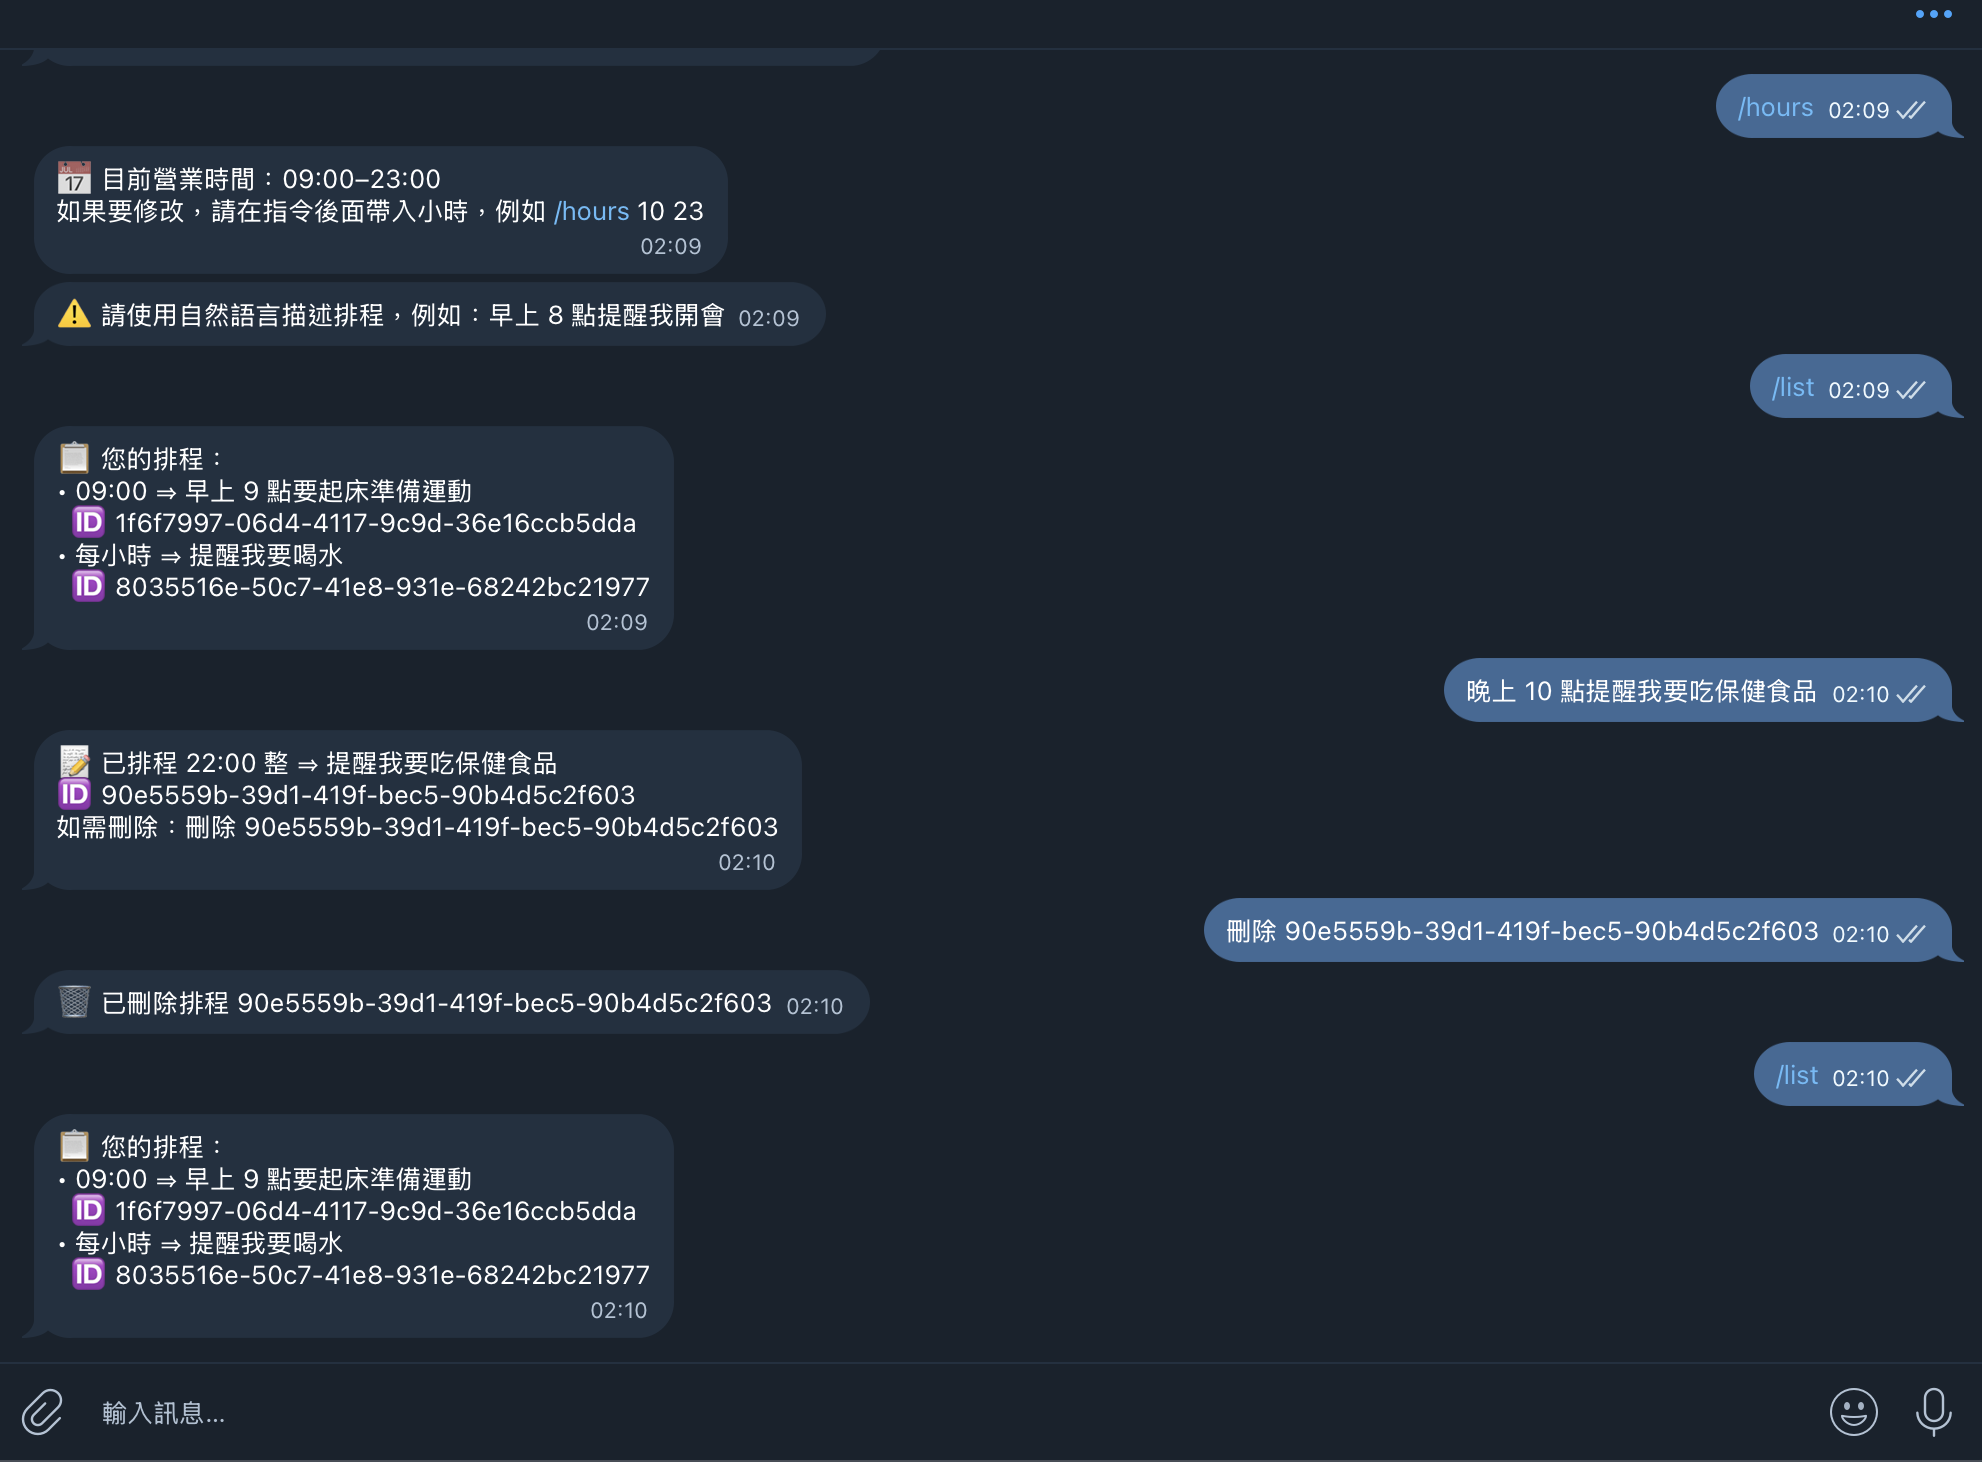 /hours 02:09
目前營業時間：09:00–23:00
如果要修改，請在指令後面帶入小時，例如 /hours 10 23
02:09
請使用自然語言描述排程，例如：早上 8 點提醒我開會 02:09
/list 02:09
您的排程：
• 09:00 ⇒ 早上 9 點要起床準備運動
🆔 1f6f7997-06d4-4117-9c9d-36e16ccb5dda
• 每小時 ⇒ 提醒我要喝水
🆔 8035516e-50c7-41e8-931e-68242bc21977
02:09
晚上 10 點提醒我要吃保健食品 02:10
已排程 22:00 整 ⇒ 提醒我要吃保健食品
🆔 90e5559b-39d1-419f-bec5-90b4d5c2f603
如需刪除：刪除 90e5559b-39d1-419f-bec5-90b4d5c2f603
02:10
刪除 90e5559b-39d1-419f-bec5-90b4d5c2f603 02:10
已刪除排程 90e5559b-39d1-419f-bec5-90b4d5c2f603 02:10
/list 02:10
您的排程：
• 09:00 ⇒ 早上 9 點要起床準備運動
🆔 1f6f7997-06d4-4117-9c9d-36e16ccb5dda
• 每小時 ⇒ 提醒我要喝水
🆔 8035516e-50c7-41e8-931e-68242bc21977
02:10
輸入訊息...